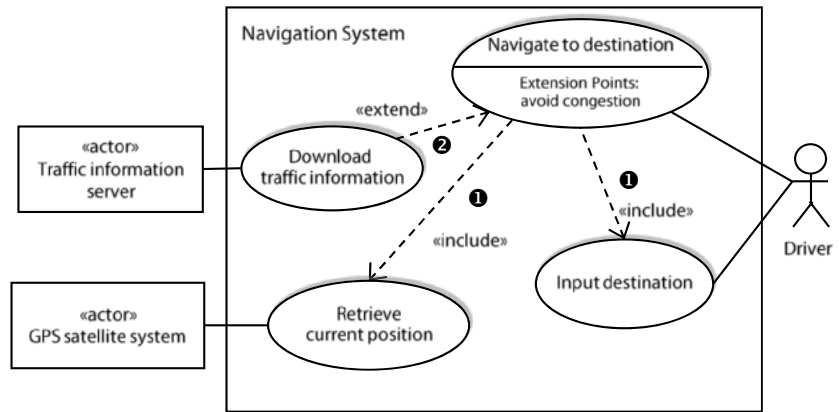 Navigation System
Navigate to destination
Extension Points:
avoid congestion
«extend»
❷
«actor»
Traffic information
server
Download
traffic information
❶
❶
«include»
«include»
Driver
Input destination
«actor»
GPS satellite system
Retrieve
current position